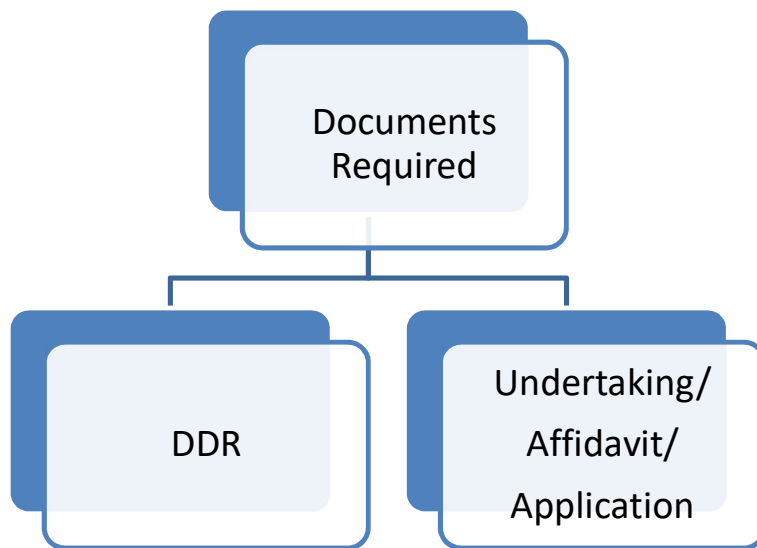 Documents
Required
DDR
Undertaking/
Affidavit/
Application